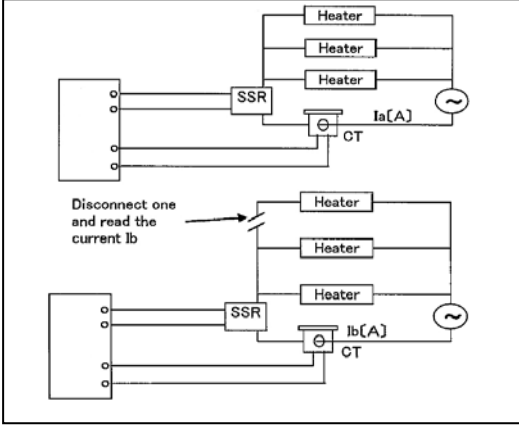 Heater
Heater
Heater
SSR
Ia[A]
CT
Disconnect one
and read the
current Ib
Heater
Heater
Heater
SSR
Ib[A]
CT